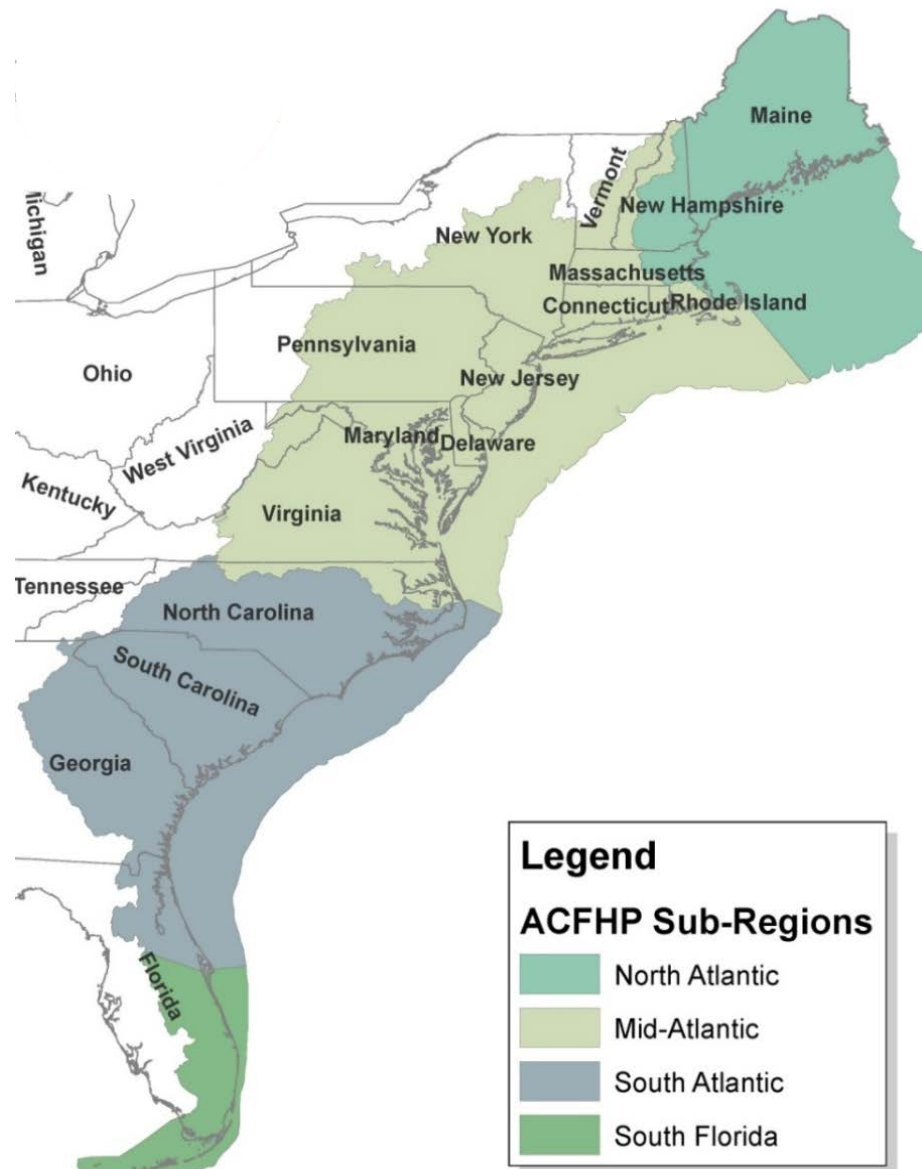 Maine
Vermont
New Hampshire
New York
Massachusetts
Connecticut
Rhode Island
Michigan
Pennsylvania
Ohio
New Jersey
West Virginia
Maryland
Delaware
Kentucky
Virginia
Tennessee
North Carolina
South Carolina
Georgia
Florida
Legend
ACFHP Sub-Regions
North Atlantic
Mid-Atlantic
South Atlantic
South Florida